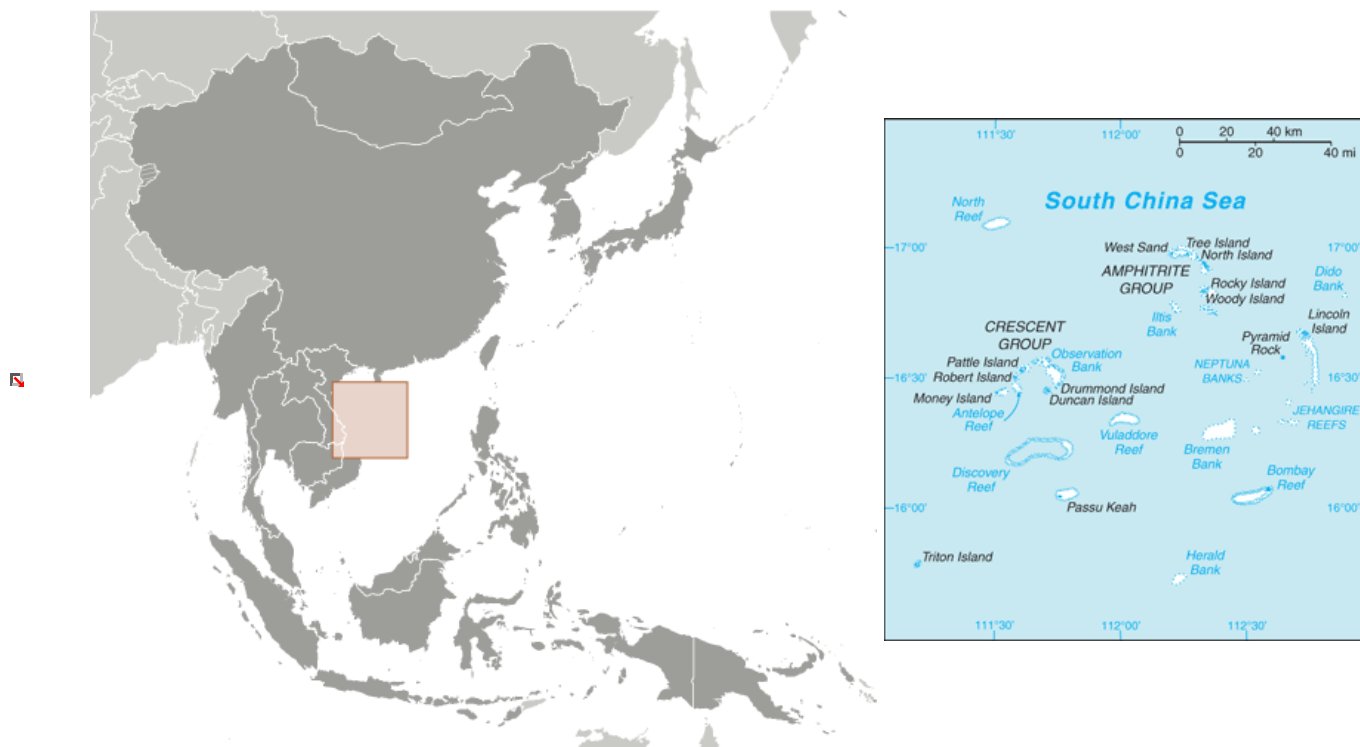 111°30'
112°00'
0 20 40 km
0 20 40 mi
North
Reef
South China Sea
17°00'
West Sand
Tree Island
North Island
17°00'
AMPHITRITE
GROUP
Dido
Bank
Rocky Island
Woody Island
Iltis
Bank
Lincoln
Island
CRESCENT
GROUP
Pyramid
Rock
Pattle Island
Observation
Bank
NEPTUNA
BANKS
Robert Island
16°30'
16°30'
Drummond Island
Money Island
Duncan Island
Antelope
Reef
JEHANGIRE
REEFS
Vuladdore
Reef
Bremen
Bank
Discovery
Reef
Bombay
Reef
Passu Keah
16°00'
16°00'
Triton Island
Herald
Bank
111°30'
112°00'
112°30'